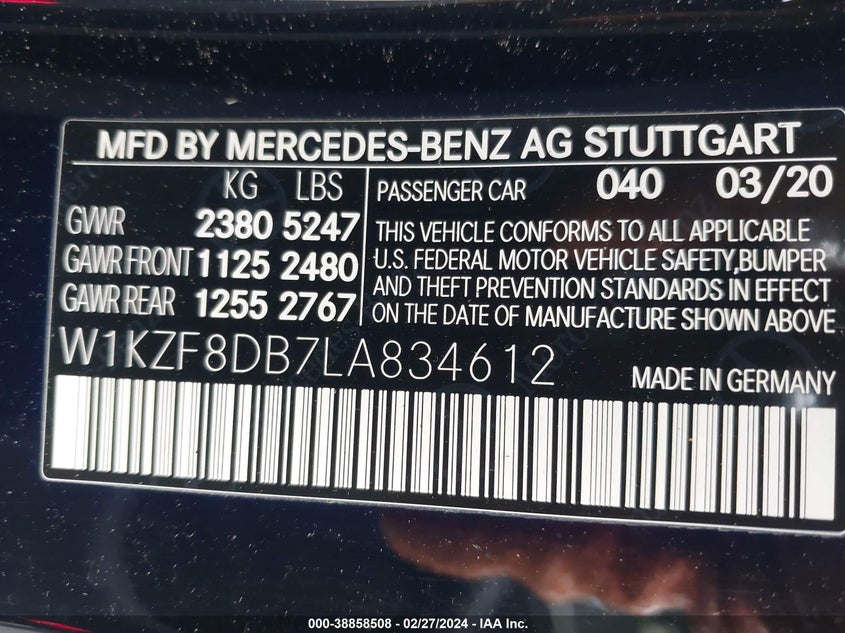 MFD BY MERCEDES-BENZ AG STUTTGART
KG LBS
GVWR 2380 5247
GAWR FRONT 1125 2480
GAWR REAR 1255 2767
PASSENGER CAR 040 03/20
THIS VEHICLE CONFORMS TO ALL APPLICABLE
U.S. FEDERAL MOTOR VEHICLE SAFETY,BUMPER
AND THEFT PREVENTION STANDARDS IN EFFECT
ON THE DATE OF MANUFACTURE SHOWN ABOVE
W1KZF8DB7LA834612
MADE IN GERMANY
000-38858508 - 02/27/2024 - IAA Inc.